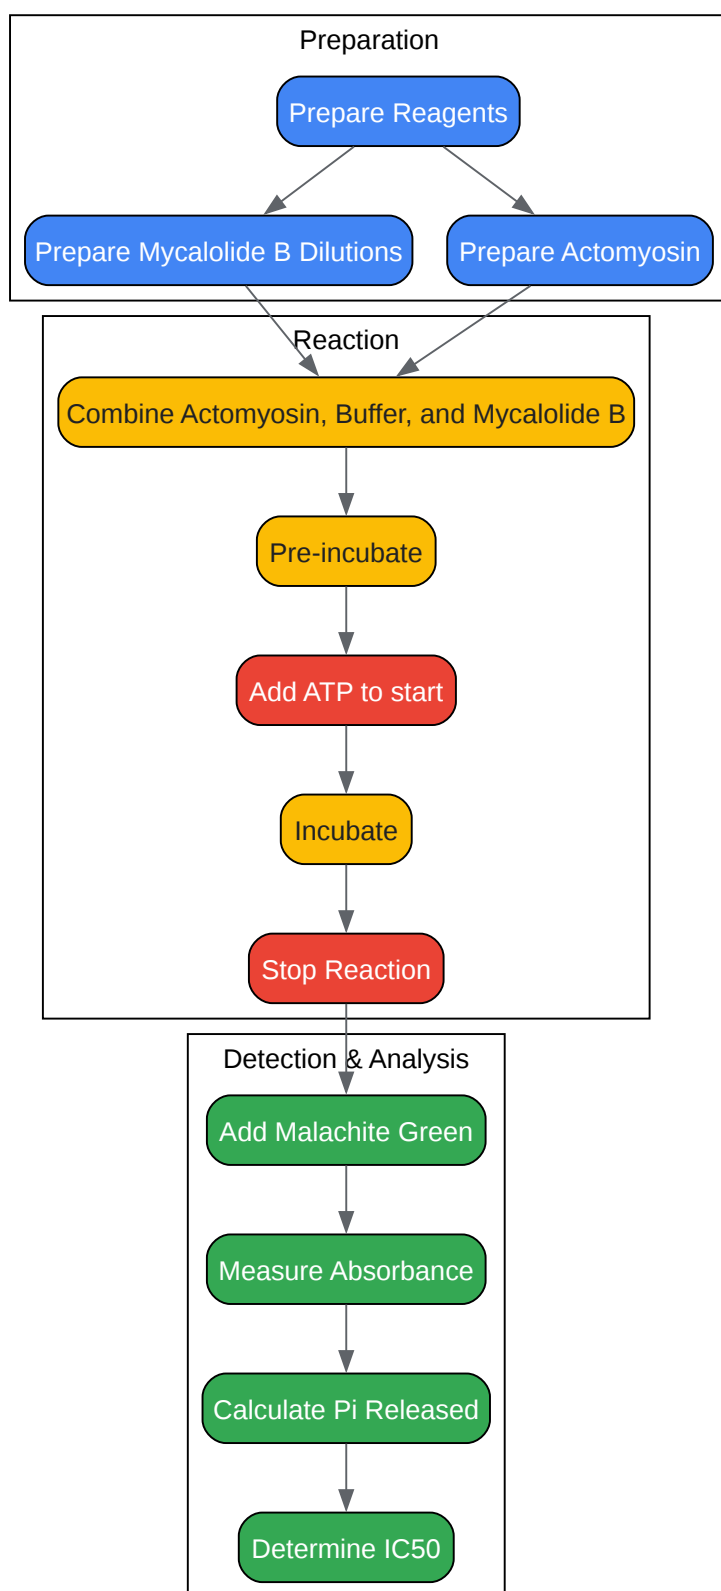 Preparation
Prepare Reagents
Prepare Mycalolide B Dilutions
Prepare Actomyosin
Reaction
Combine Actomyosin, Buffer, and Mycalolide B
Pre-incubate
Add ATP to start
Incubate
Stop Reaction
Detection & Analysis
Add Malachite Green
Measure Absorbance
Calculate Pi Released
Determine IC50